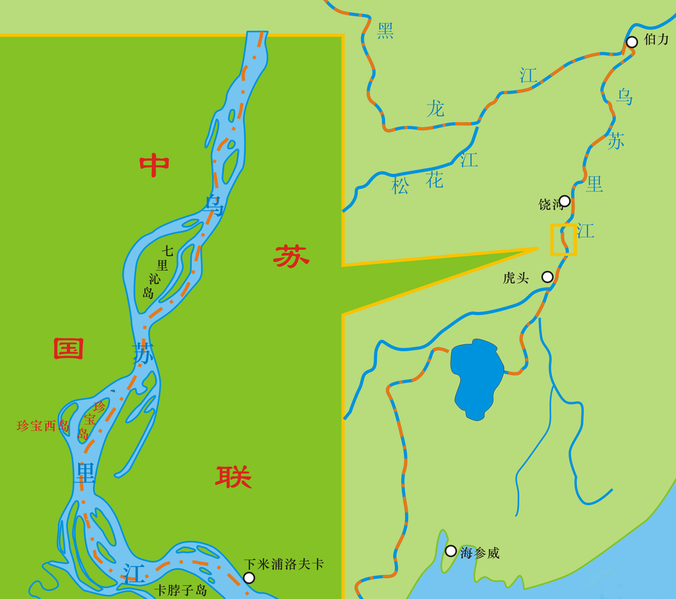 中国
苏联
乌苏里江
七里沁岛
珍宝岛
珍宝西岛
下米浦洛夫卡
卡脖子岛
黑龙江
松花江
乌苏里江
伯力
饶河
虎头
海参威